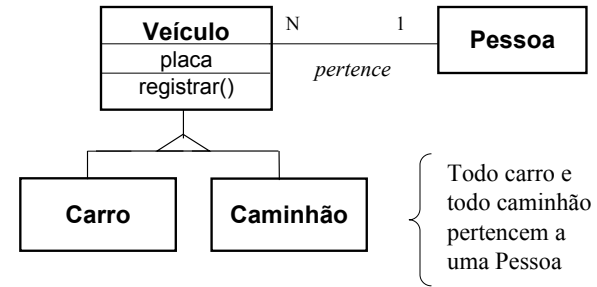 Veículo
N
1
Pessoa
placa
pertence
registrar()
Carro
Caminhão
Todo carro e
todo caminhão
pertencem a
uma Pessoa